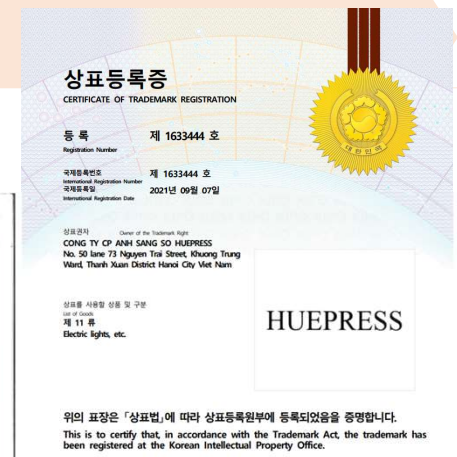 상표등록증
CERTIFICATE OF TRADEMARK REGISTRATION
등 록 제 1633444 호
Registration Number
국제등록번호 제 1633444 호
International Registration Number
국제등록일 2021년 09월 07일
International Registration Date
상표권자 Owner of the Trademark Right
CONG TY CP ANH SANG SO HUEPRESS
No. 50 lane 73 Nguyen Trai Street, Khuong Trung
Ward, Thanh Xuan District Hanoi City Viet Nam
상표를 사용할 상품 및 구분
List of Goods
제 11 류
Electric lights, etc.
HUEPRESS
대한민국
위의 표장은 「상표법」에 따라 상표등록원부에 등록되었음을 증명합니다.
This is to certify that, in accordance with the Trademark Act, the trademark has
been registered at the Korean Intellectual Property Office.